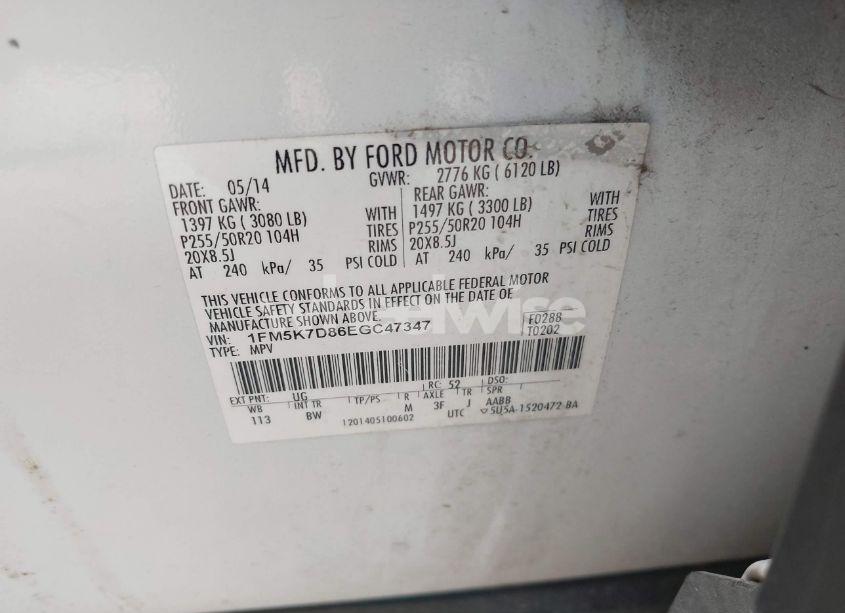 MFD. BY FORD MOTOR CO.
DATE: 05/14 GVWR: 2776 KG ( 6120 LB)
FRONT GAWR: REAR GAWR:
1397 KG ( 3080 LB) WITH 1497 KG ( 3300 LB) WITH
P255/50R20 104H TIRES P255/50R20 104H TIRES
20X8.5J RIMS 20X8.5J RIMS
AT 240 kPa/ 35 PSI COLD AT 240 kPa/ 35 PSI COLD
THIS VEHICLE CONFORMS TO ALL APPLICABLE FEDERAL MOTOR
VEHICLE SAFETY STANDARDS IN EFFECT ON THE DATE OF
MANUFACTURE SHOWN ABOVE.
VIN: 1FM5K7D86EGC47347 F0288
TYPE: MPV T0202
EXT PNT: UG RC: 52 DSO:
WB INT TR TP/PS R AXLE TR SPR
113 BW M 3F J AABB
1201405100602 UTC 5U5A-1520472-BA